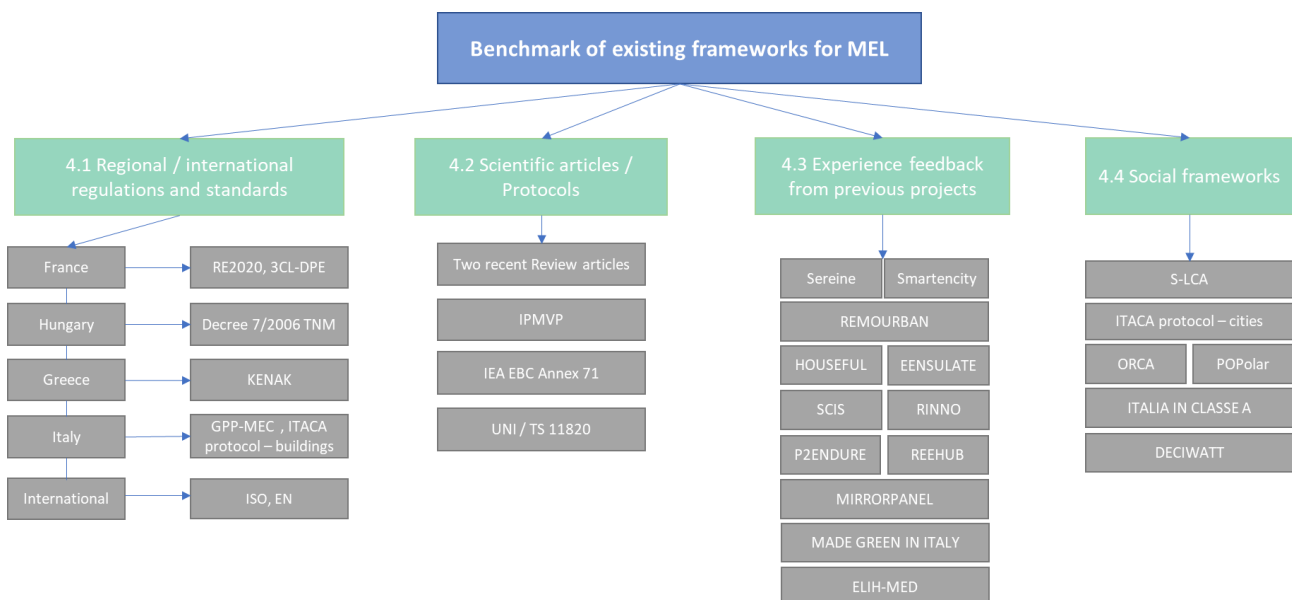 Benchmark of existing frameworks for MEL
4.1 Regional / international
regulations and standards
4.2 Scientific articles /
Protocols
4.3 Experience feedback
from previous projects
4.4 Social frameworks
France
RE2020, 3CL-DPE
Hungary
Decree 7/2006 TNM
Greece
KENAK
Italy
GPP-MEC , ITACA
protocol – buildings
International
ISO, EN
Two recent Review articles
IPMVP
IEA EBC Annex 71
UNI / TS 11820
Sereine
Smartencity
REMOURBAN
HOUSEFUL
EENSULATE
SCIS
RINNO
P2ENDURE
REEHUB
MIRRORPANEL
MADE GREEN IN ITALY
ELIH-MED
S-LCA
ITACA protocol – cities
ORCA
POPolar
ITALIA IN CLASSE A
DECIWATT